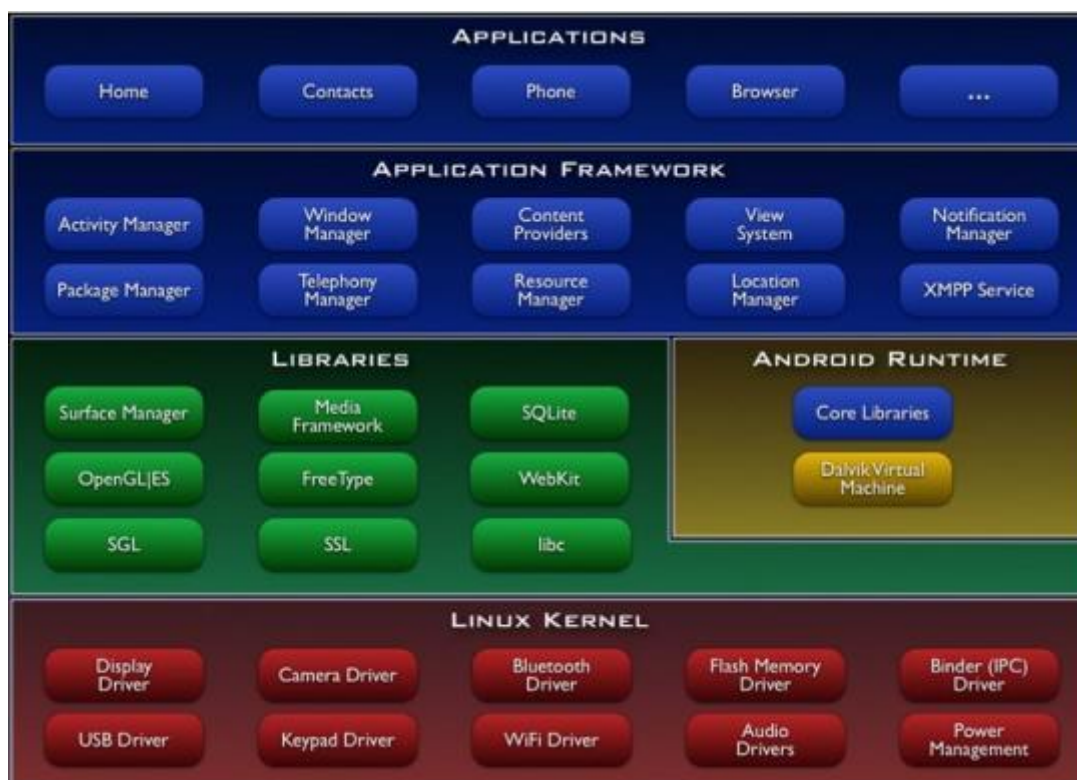 APPLICATIONS
Home
Contacts
Phone
Browser
...
APPLICATION FRAMEWORK
Activity Manager
Window
Manager
Content
Providers
View
System
Notification
Manager
Package Manager
Telephony
Manager
Resource
Manager
Location
Manager
XMPP Service
LIBRARIES
Surface Manager
Media
Framework
SQLite
OpenGL|ES
FreeType
WebKit
SGL
SSL
libc
ANDROID RUNTIME
Core Libraries
Dalvik Virtual
Machine
LINUX KERNEL
Display
Driver
Camera Driver
Bluetooth
Driver
Flash Memory
Driver
Binder (IPC)
Driver
USB Driver
Keypad Driver
WiFi Driver
Audio
Drivers
Power
Management